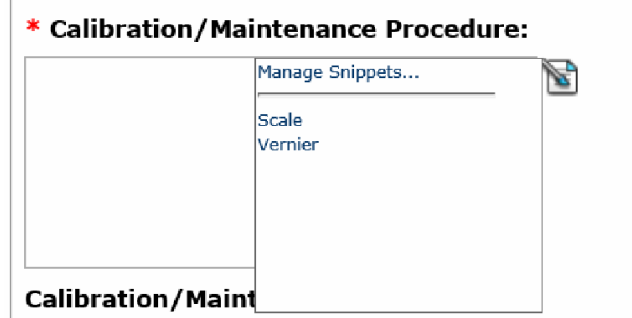 * Calibration/Maintenance Procedure:
Manage Snippets...
Scale
Vernier
Calibration/Maint